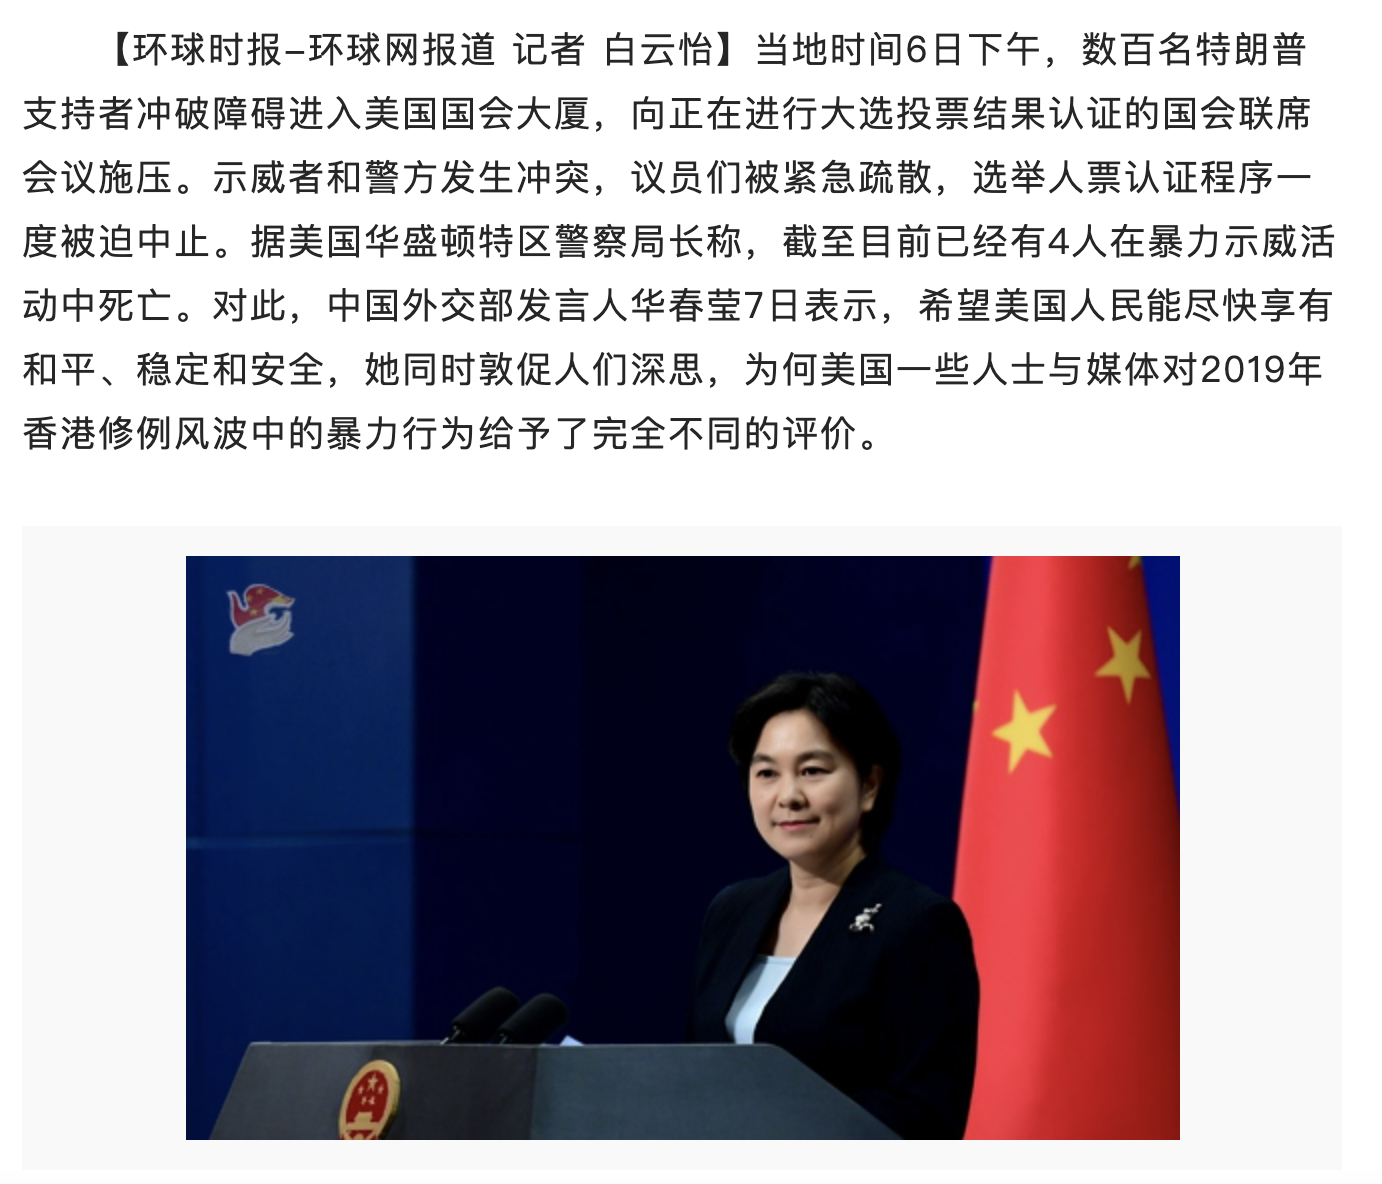 【环球时报-环球网报道 记者 白云怡】当地时间6日下午，数百名特朗普
支持者冲破障碍进入美国国会大厦，向正在进行大选投票结果认证的国会联席
会议施压。示威者和警方发生冲突，议员们被紧急疏散，选举人票认证程序一
度被迫中止。据美国华盛顿特区警察局长称，截至目前已经有4人在暴力示威活
动中死亡。对此，中国外交部发言人华春莹7日表示，希望美国人民能尽快享有
和平、稳定和安全，她同时敦促人们深思，为何美国一些人士与媒体对2019年
香港修例风波中的暴力行为给予了完全不同的评价。